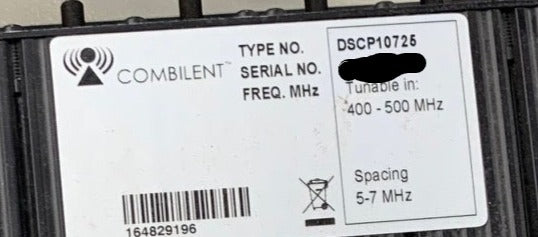 COMBILENT™
TYPE NO. DSCP10725
SERIAL NO.
FREQ. MHz
Tunable in:
400 - 500 MHz
Spacing
5-7 MHz
164829196